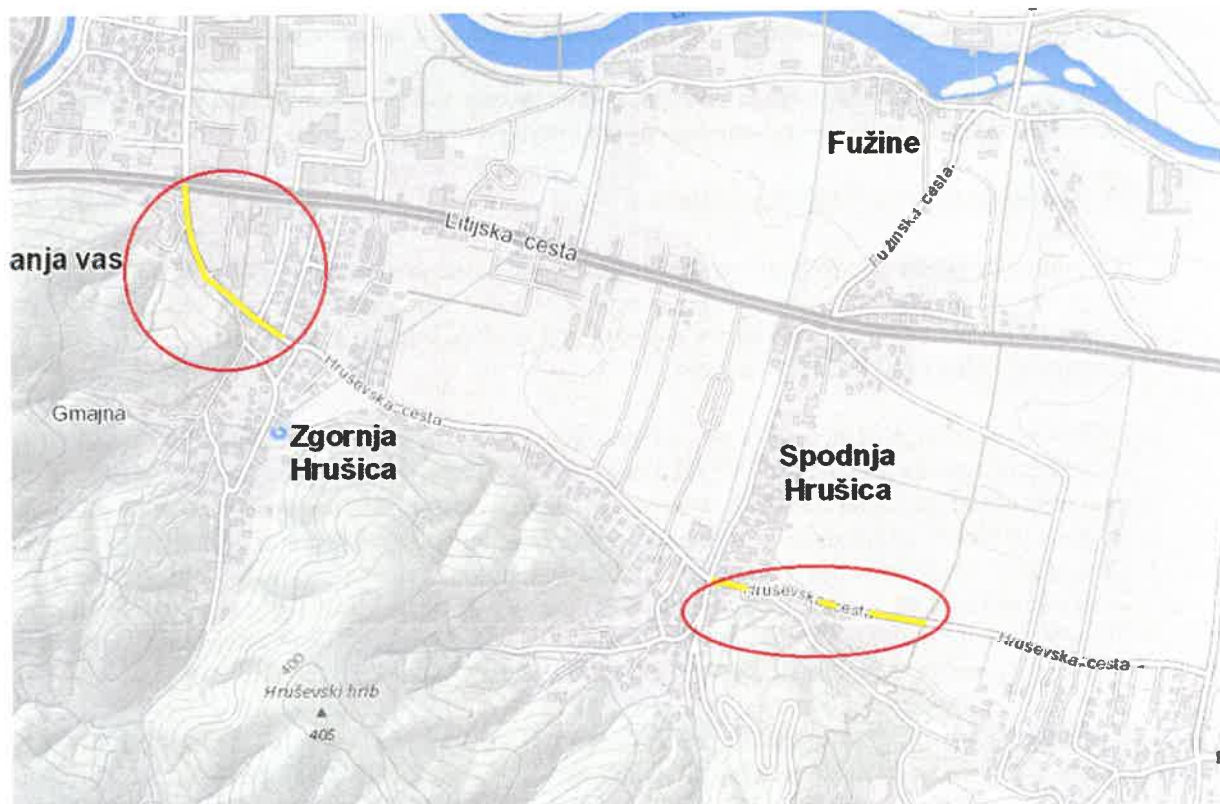 Fužine
Fužinska cesta
Litijska cesta
anja vas
Hruševska cesta
Gmajna
Zgornja
Hrušica
Spodnja
Hrušica
Hruševska cesta
Hruševska cesta
400
Hruševski hrib
405